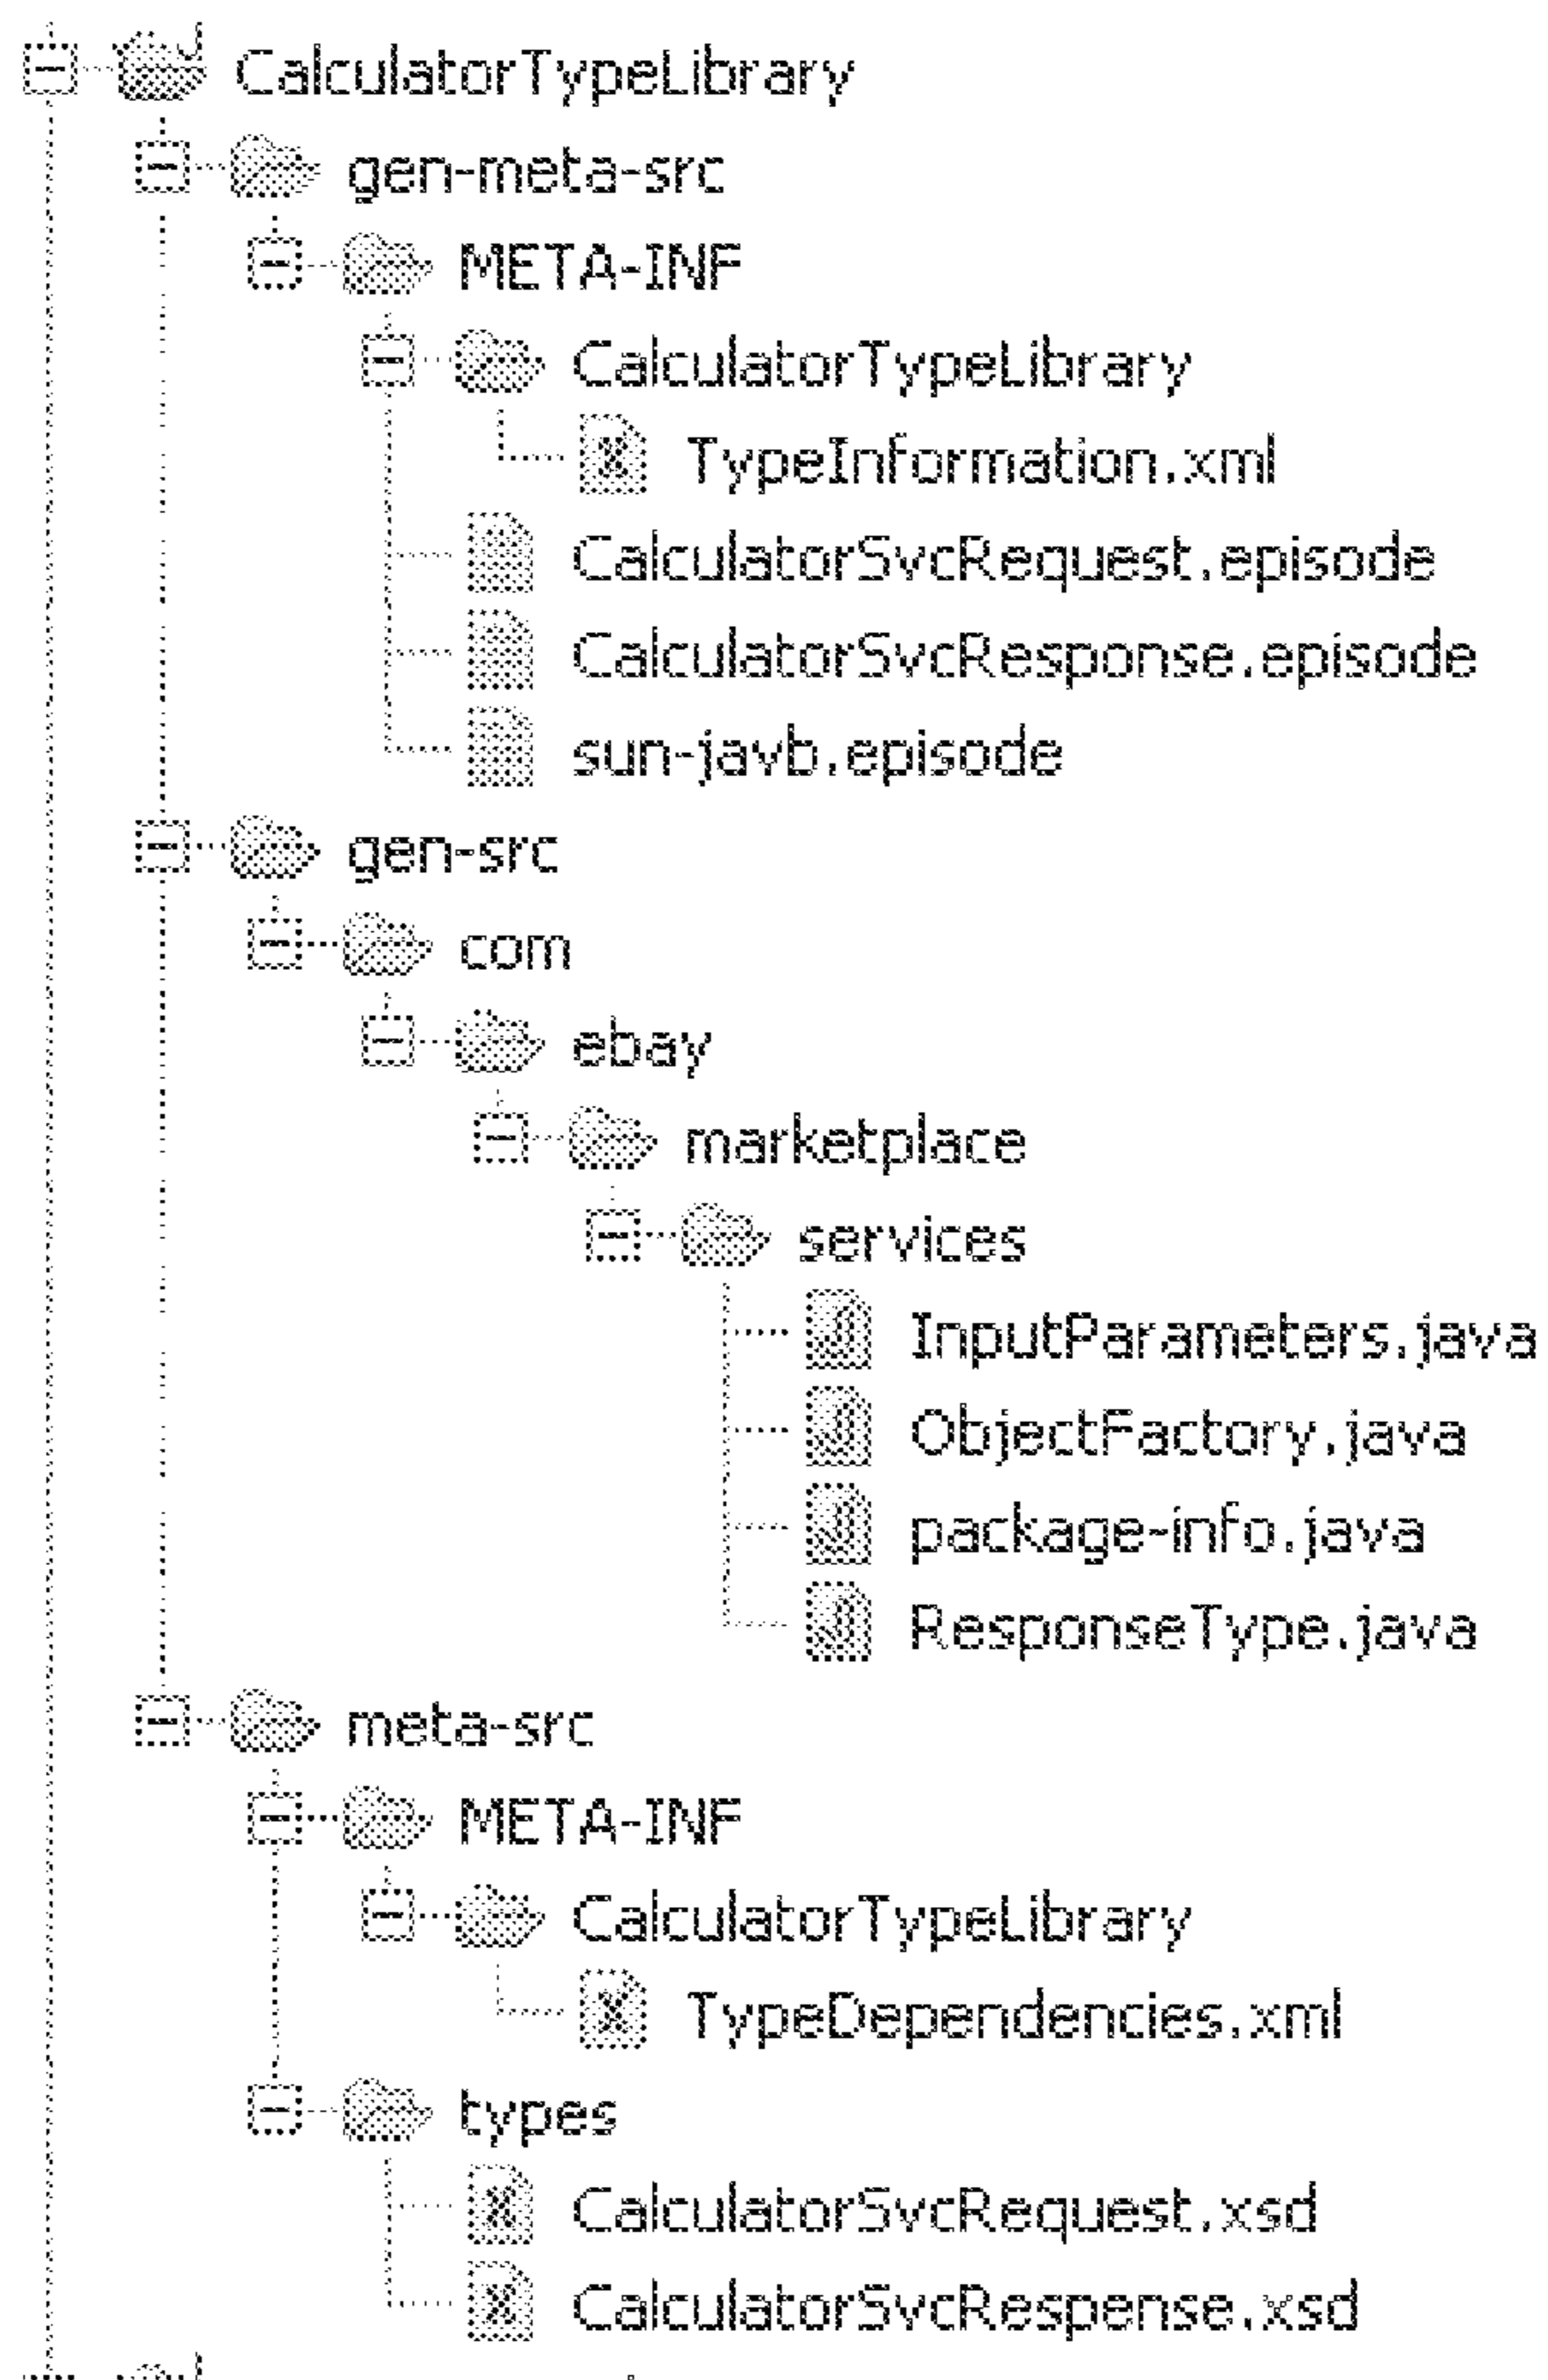 CalculatorTypeLibrary
gen-meta-src
META-INF
CalculatorTypeLibrary
TypeInformation.xml
CalculatorSvcRequest.episode
CalculatorSvcResponse.episode
sun-javb.episode
gen-src
com
ebay
marketplace
services
InputParameters.java
ObjectFactory.java
package-info.java
ResponseType.java
meta-src
META-INF
CalculatorTypeLibrary
TypeDependencies.xml
types
CalculatorSvcRequest.xsd
CalculatorSvcRespense.xsd